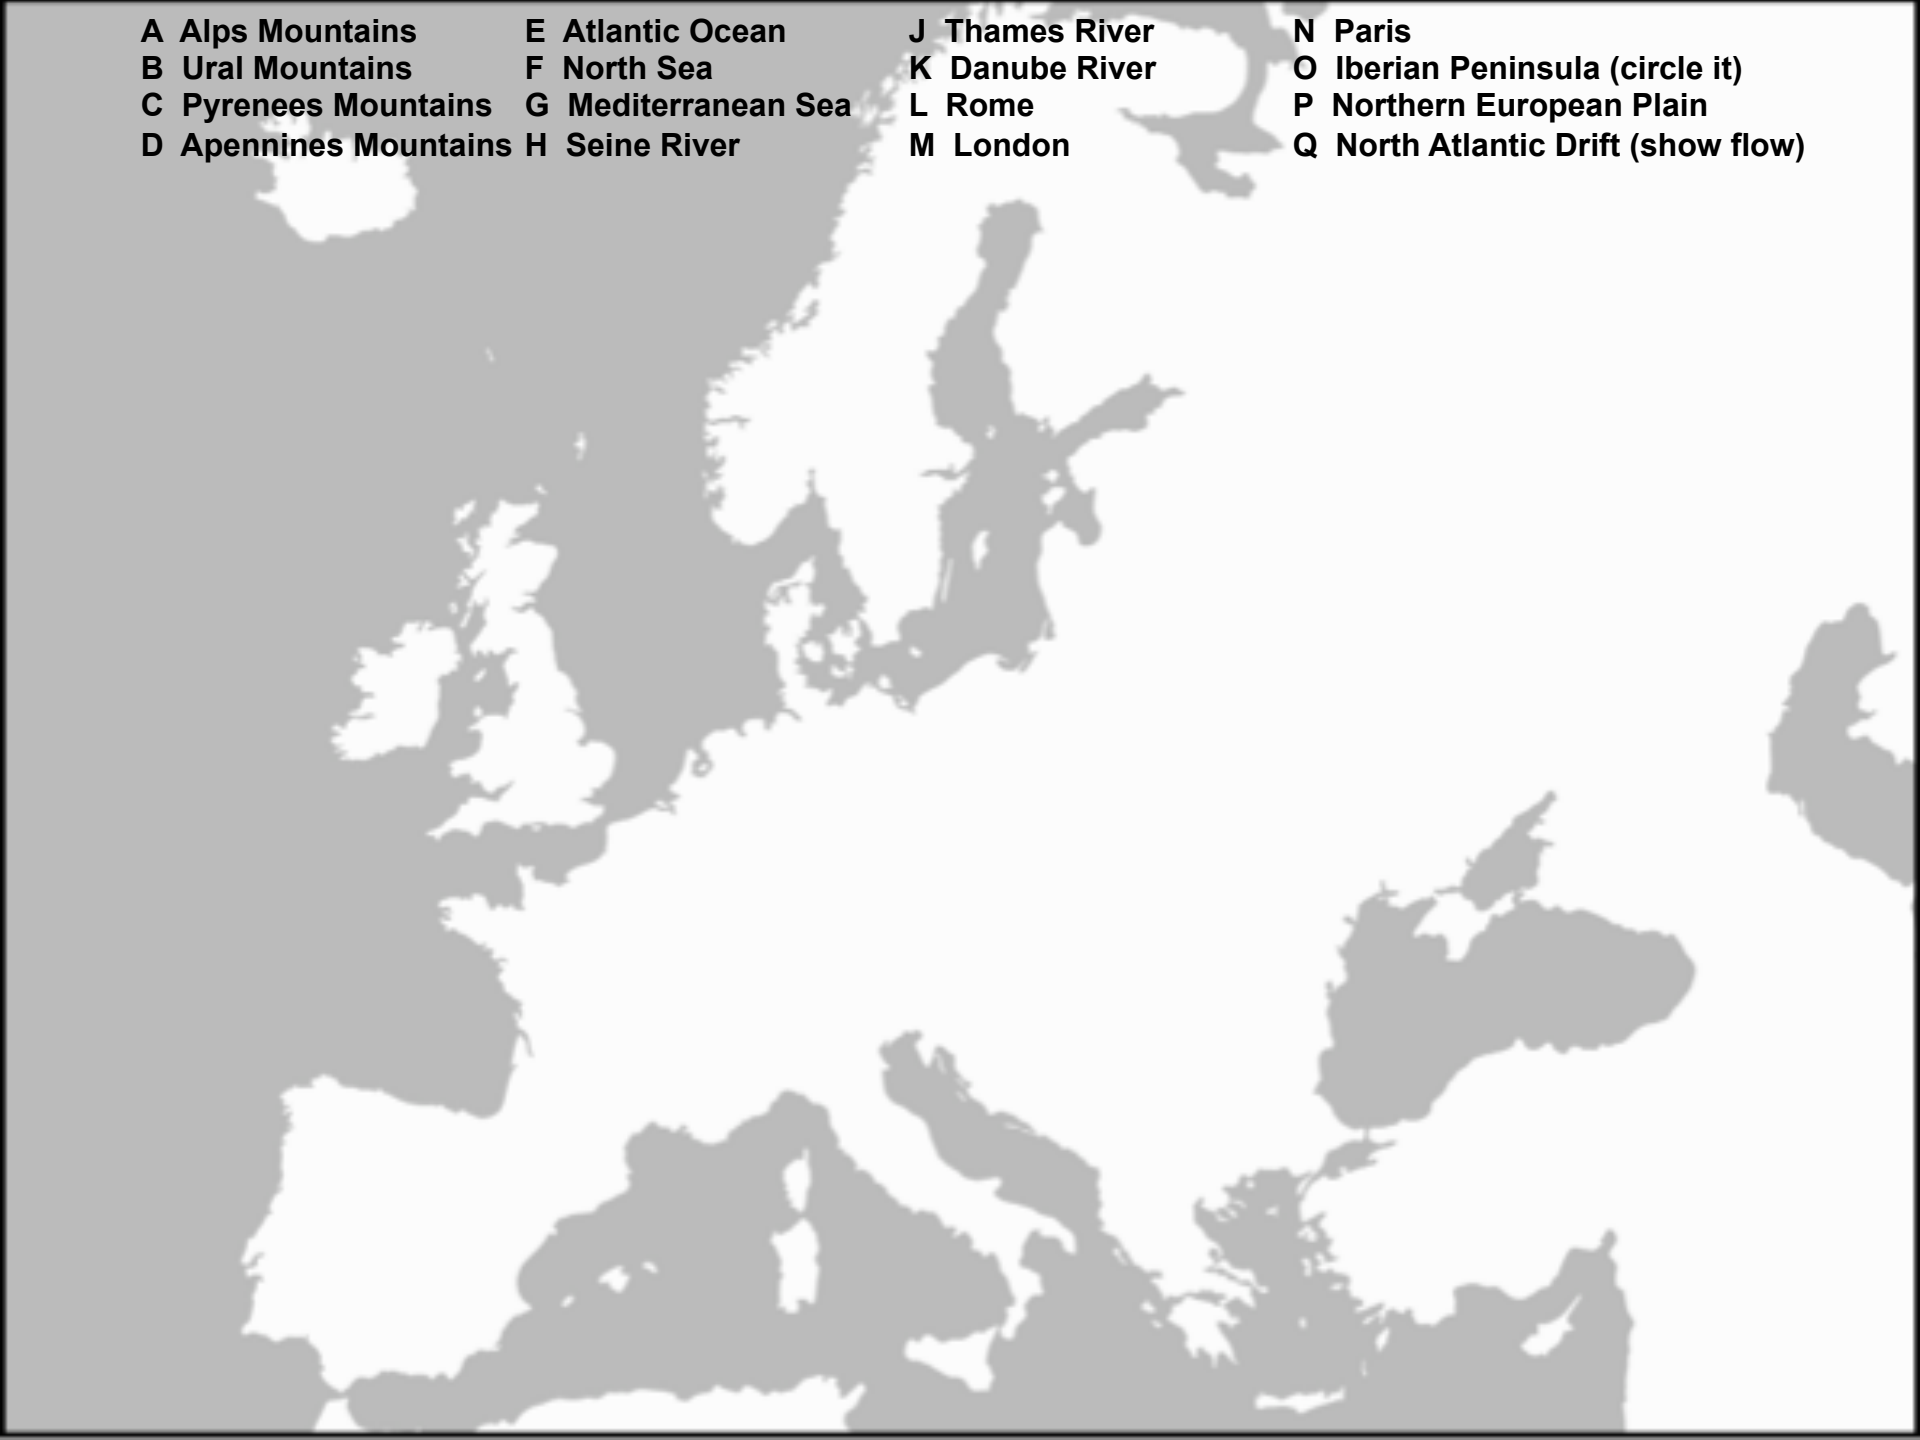 A Alps Mountains
B Ural Mountains
C Pyrenees Mountains
D Apennines Mountains
E Atlantic Ocean
F North Sea
G Mediterranean Sea
H Seine River
J Thames River
K Danube River
L Rome
M London
N Paris
O Iberian Peninsula (circle it)
P Northern European Plain
Q North Atlantic Drift (show flow)